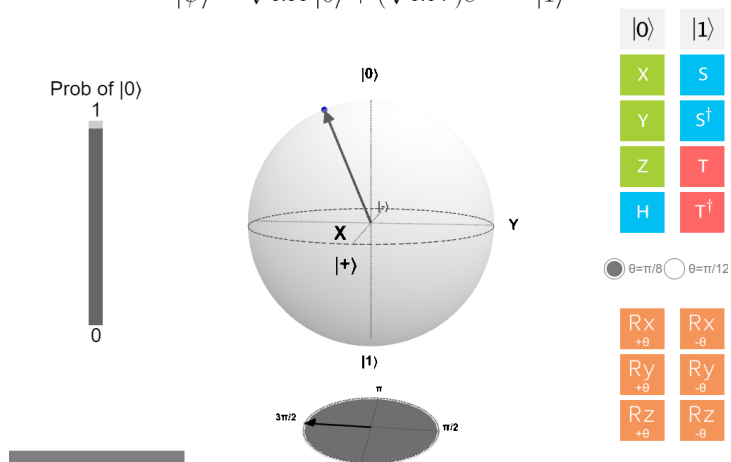 |0⟩ |1⟩
|0⟩
X S
Prob of |0⟩
1
Y S†
Z T
H T†
|-⟩
X
Y
|+⟩
θ=π/8 θ=π/12
0
Rx +θ Rx -θ
|1⟩
Ry +θ Ry -θ
π
3π/2
π/2
Rz +θ Rz -θ